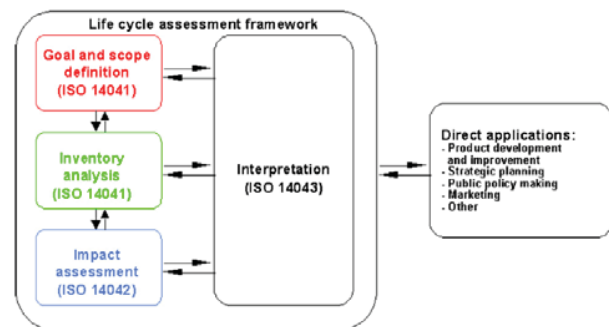 Life cycle assessment framework
Goal and scope
definition
(ISO 14041)
Inventory
analysis
(ISO 14041)
Impact
assessment
(ISO 14042)
Interpretation
(ISO 14043)
Direct applications:
- Product development
and improvement
- Strategic planning
- Public policy making
- Marketing
- Other